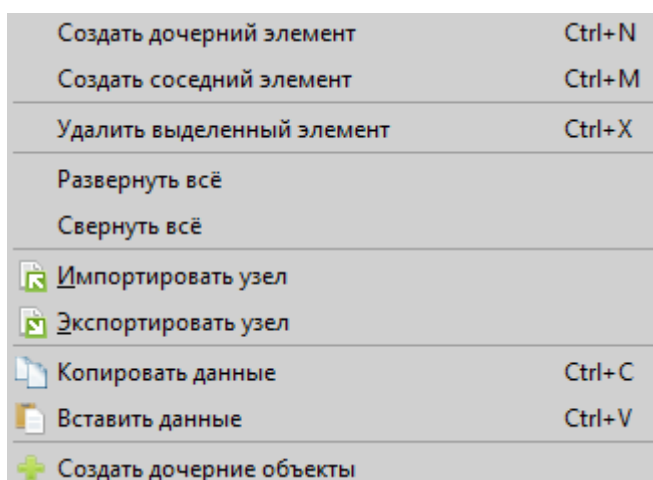 Создать дочерний элемент Ctrl+N
Создать соседний элемент Ctrl+M
Удалить выделенный элемент Ctrl+X
Развернуть всё
Свернуть всё
Импортировать узел
Экспортировать узел
Копировать данные Ctrl+C
Вставить данные Ctrl+V
Создать дочерние объекты